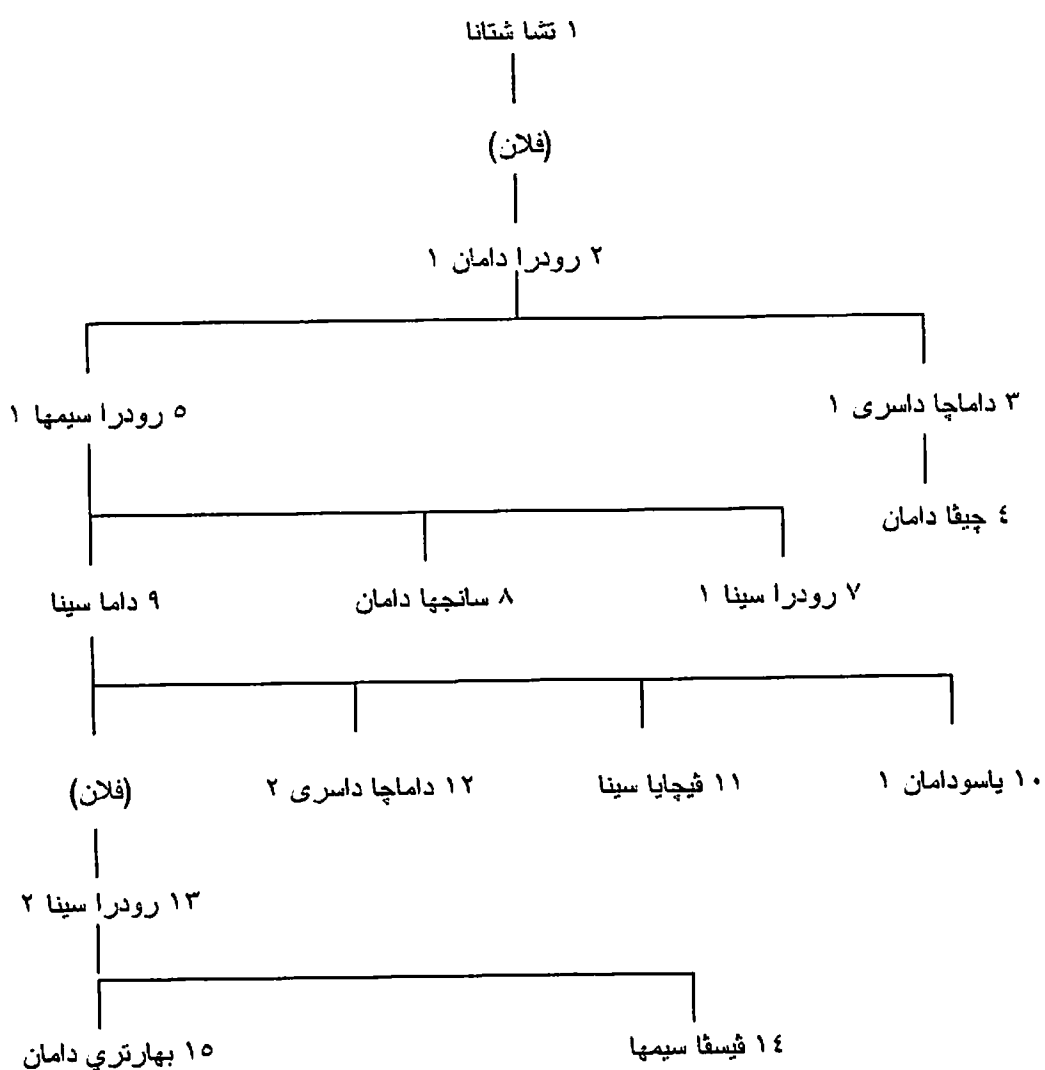 ١ تشا شتانا
(فلان)
٢ رودرا دامان ١
٣ داماچا داسرى ١
٥ رودرا سيمها ١
٤ چيڤا دامان
٧ رودرا سينا ١
٨ سانجها دامان
٩ داما سينا
١٠ ياسودامان ١
١١ ڤيچايا سينا
١٢ داماچا داسرى ٢
(فلان)
١٣ رودرا سينا ٢
١٤ ڤيسڤا سيمها
١٥ بهارتري دامان